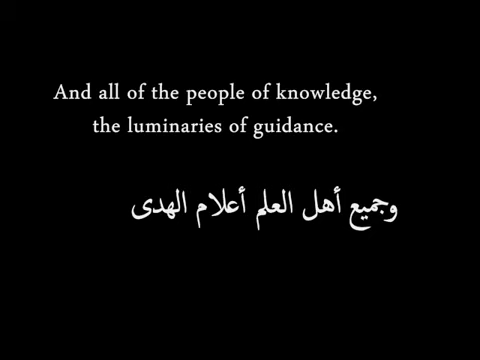 And all of the people of knowledge,
the luminaries of guidance.
وجميع أهل العلم أعلام الهدى